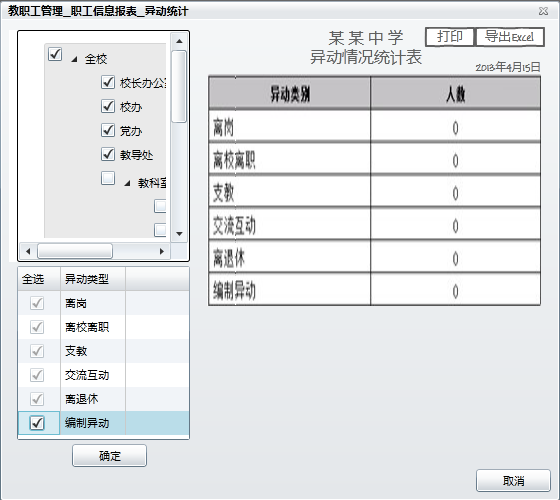 教职工管理_职工信息报表_异动统计
全校
校长办公室
校办
党办
教导处
教科室
全选 异动类型
离岗
离校离职
支教
交流互动
离退休
编制异动
确定
某某中学
打印 导出Excel
异动情况统计表
2013年4月15日
异动类别 人数
离岗 0
离校离职 0
支教 0
交流互动 0
离退休 0
编制异动 0
取消